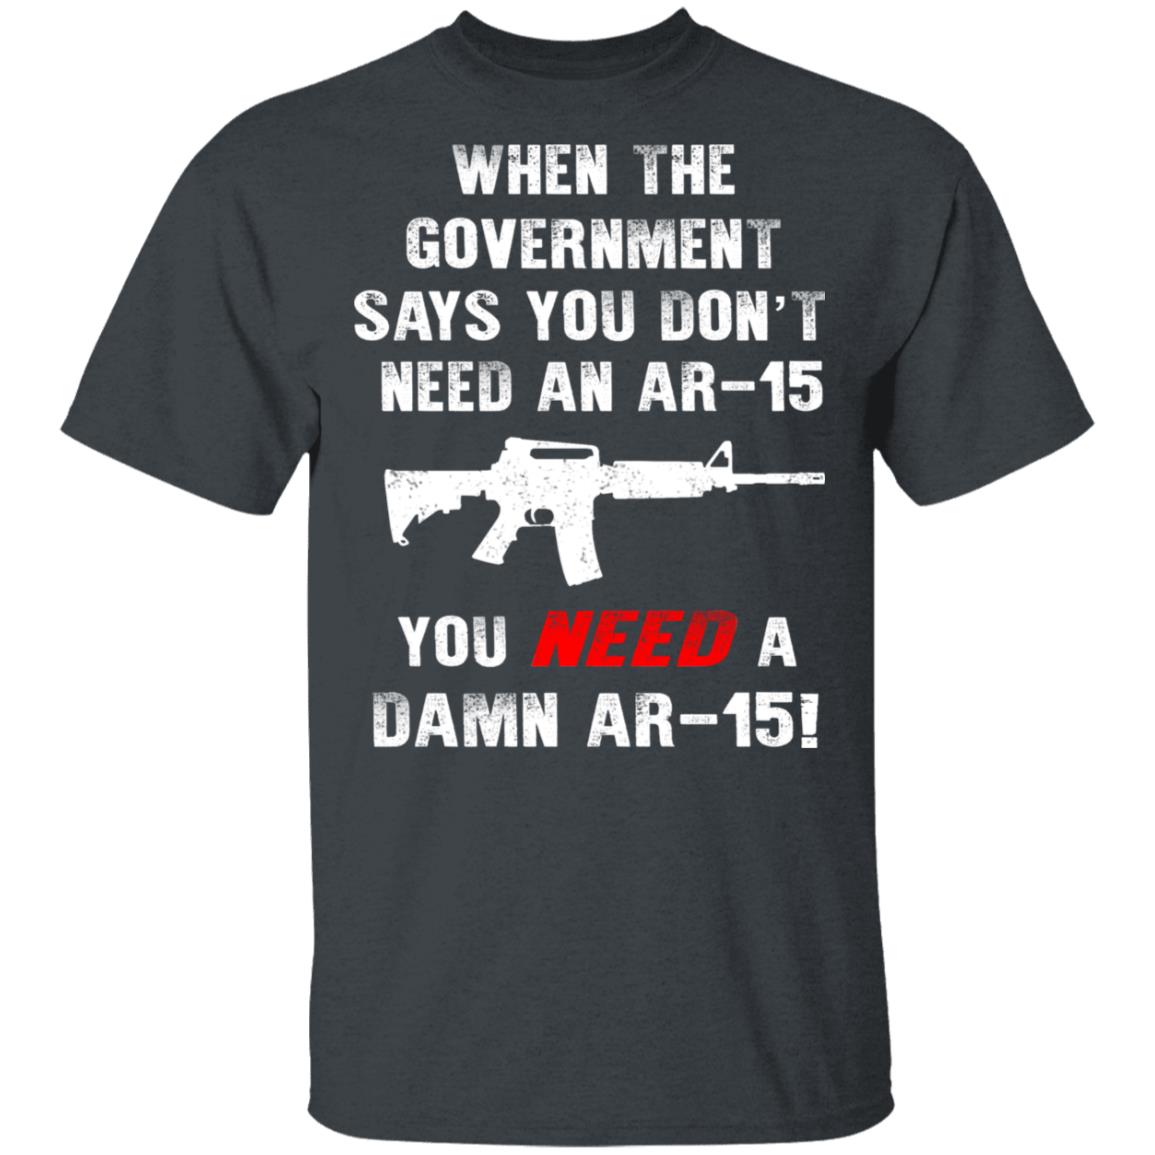 WHEN THE
GOVERNMENT
SAYS YOU DON'T
NEED AN AR-15
YOU NEED A
DAMN AR-15!